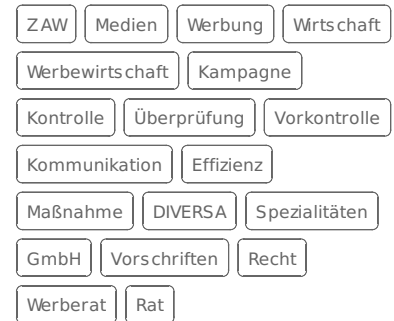 ZAW Medien Werbung Wirtschaft
Werbewirtschaft Kampagne
Kontrolle Überprüfung Vorkontrolle
Kommunikation Effizienz
Maßnahme DIVERSA Spezialitäten
GmbH Vorschriften Recht
Werberat Rat